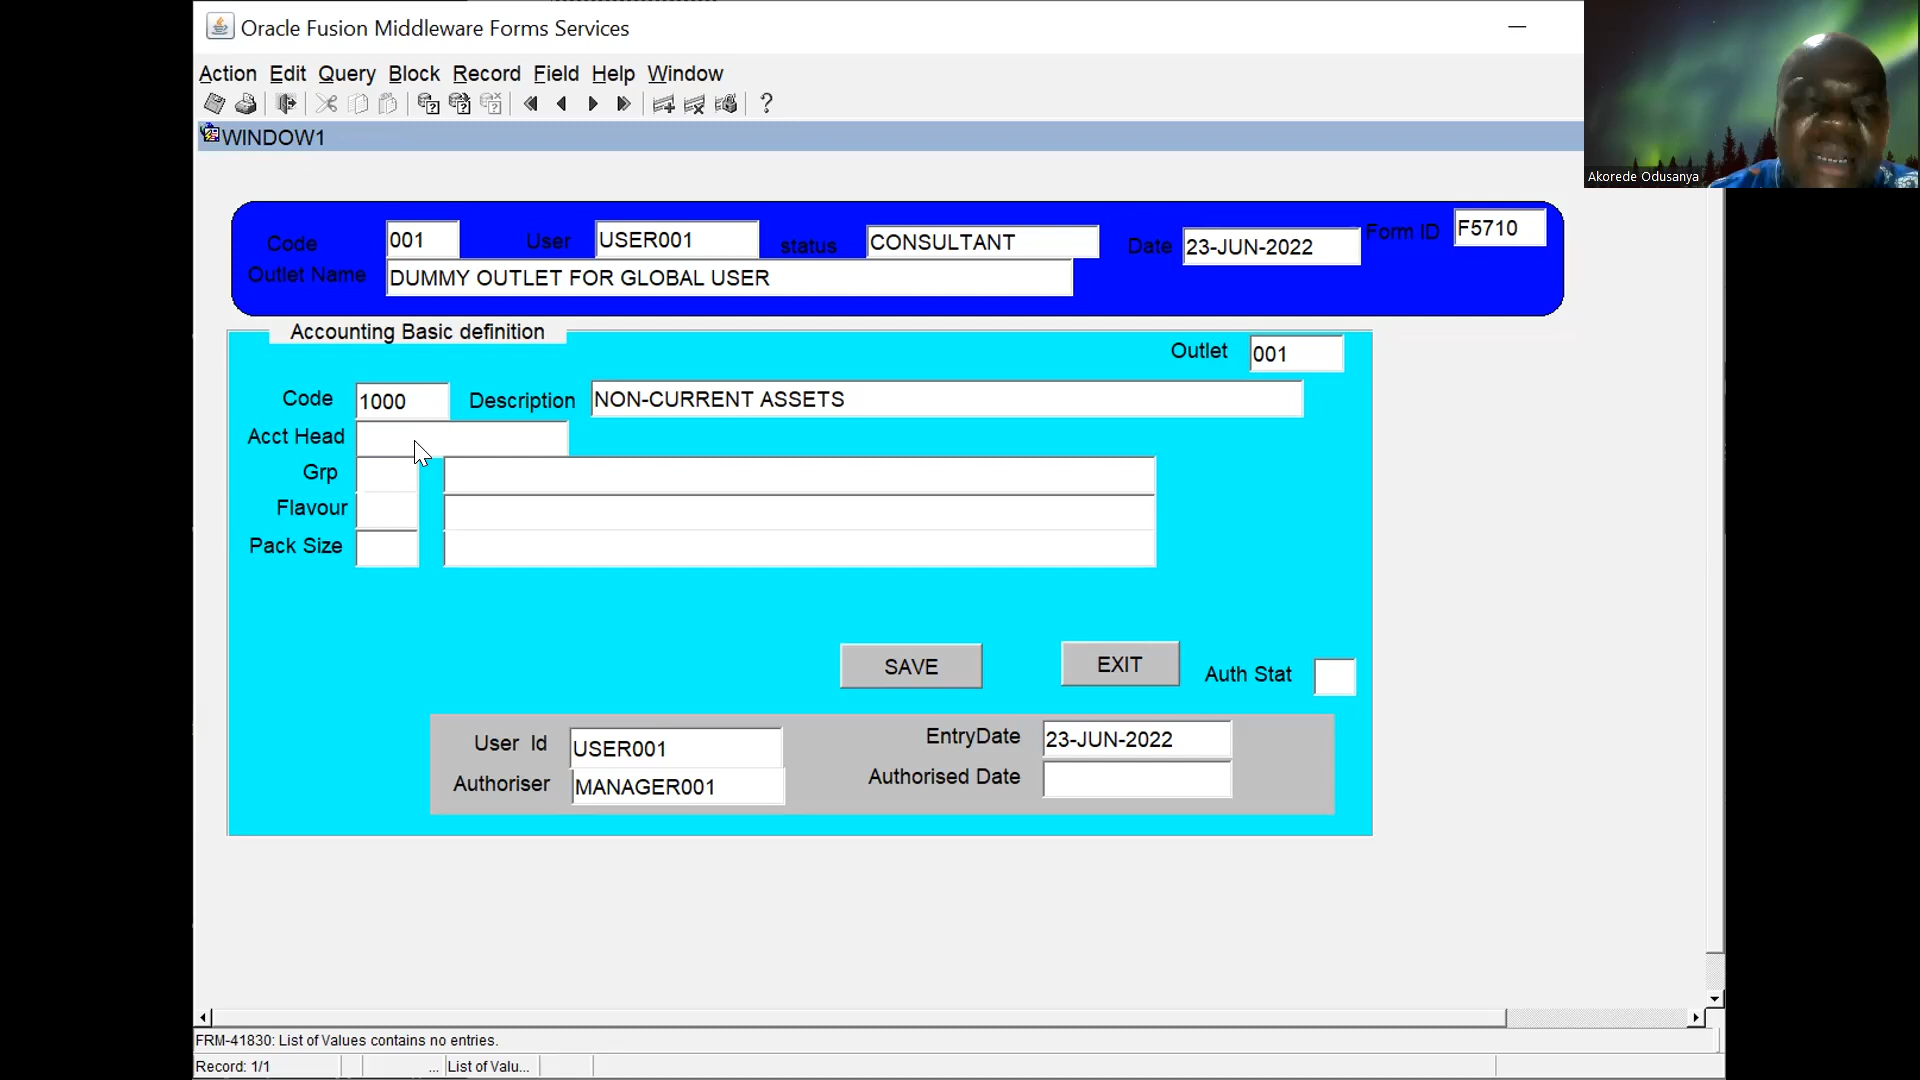 Oracle Fusion Middleware Forms Services
Action Edit Query Block Record Field Help Window
WINDOW1
Akorede Odusanya
Code 001 User USER001 status CONSULTANT Date 23-JUN-2022 Form ID F5710
Outlet Name DUMMY OUTLET FOR GLOBAL USER
Accounting Basic definition
Outlet 001
Code 1000 Description NON-CURRENT ASSETS
Acct Head
Grp
Flavour
Pack Size
SAVE EXIT Auth Stat
User Id USER001 EntryDate 23-JUN-2022
Authoriser MANAGER001 Authorised Date
FRM-41830: List of Values contains no entries.
Record: 1/1 ... List of Valu...